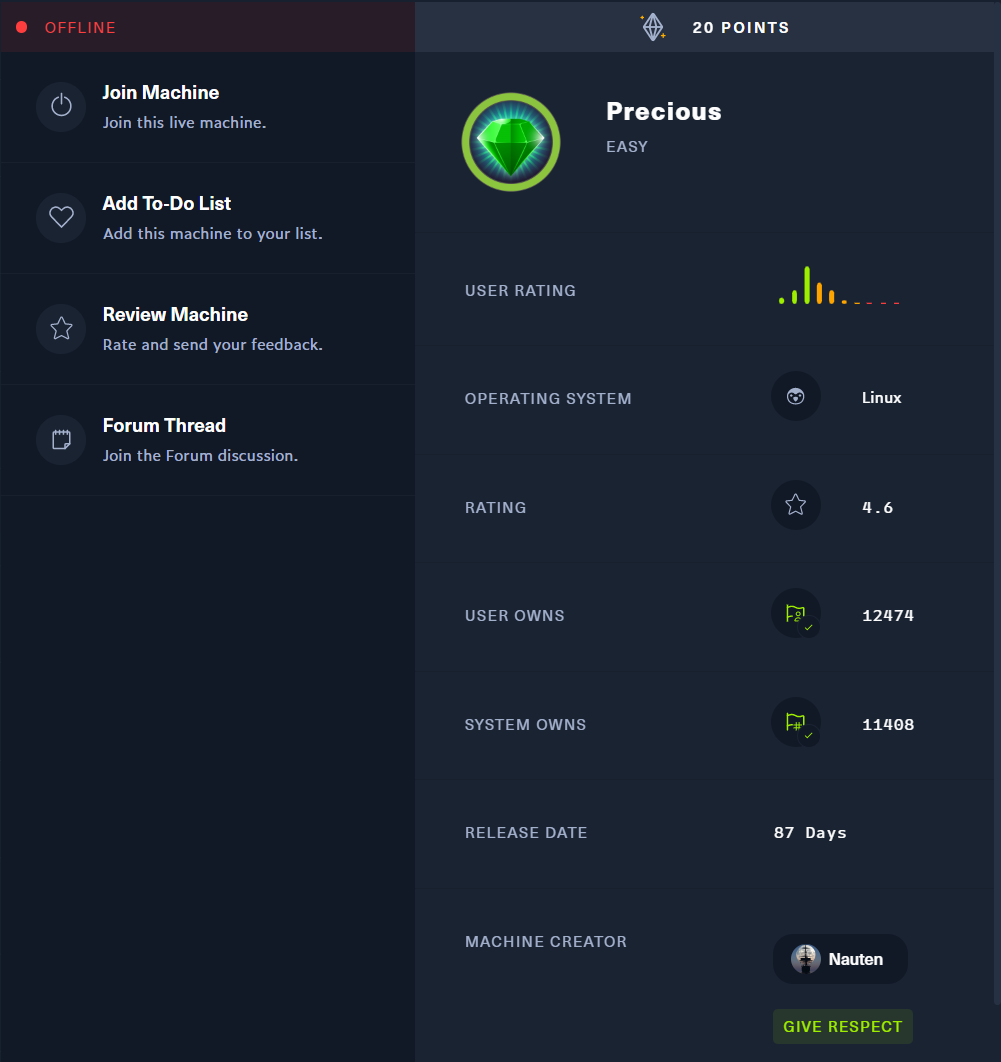 OFFLINE
20 POINTS
Join Machine
Join this live machine.
Add To-Do List
Add this machine to your list.
Review Machine
Rate and send your feedback.
Forum Thread
Join the Forum discussion.
Precious
EASY
USER RATING
OPERATING SYSTEM
Linux
RATING
4.6
USER OWNS
12474
SYSTEM OWNS
11408
RELEASE DATE
87 Days
MACHINE CREATOR
Nauten
GIVE RESPECT